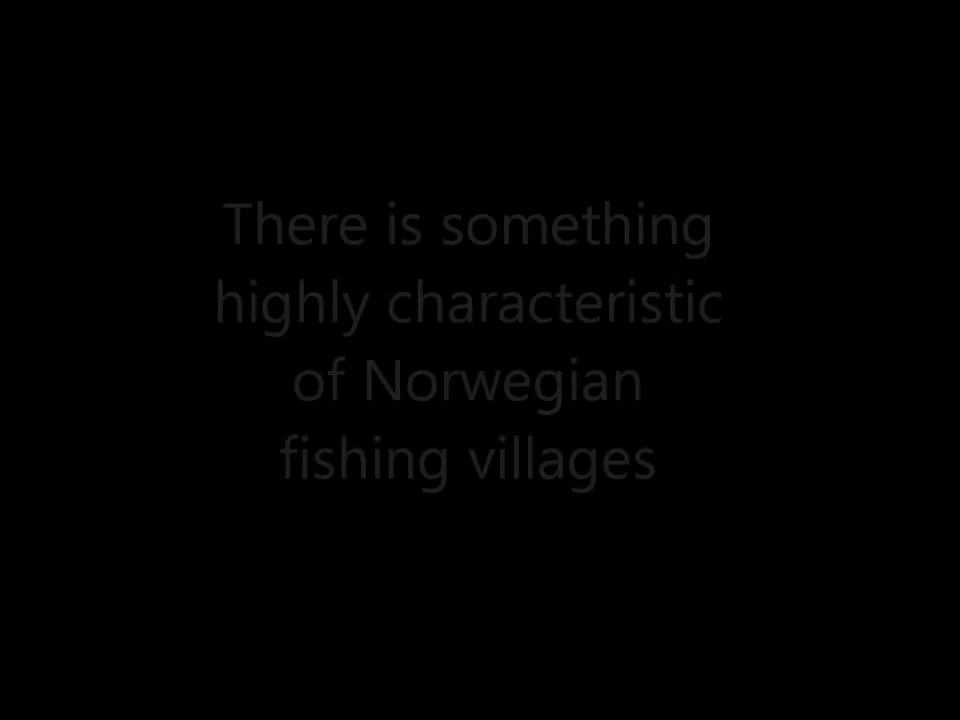 There is something
highly characteristic
of Norwegian
fishing villages